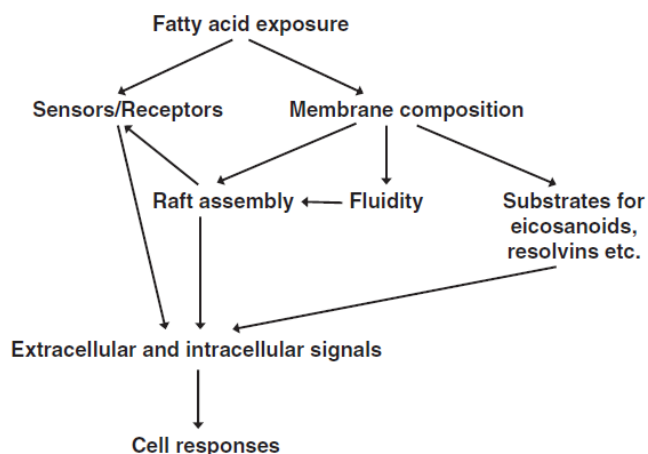 Fatty acid exposure
Sensors/Receptors
Membrane composition
Raft assembly
Fluidity
Substrates for
eicosanoids,
resolvins etc.
Extracellular and intracellular signals
Cell responses